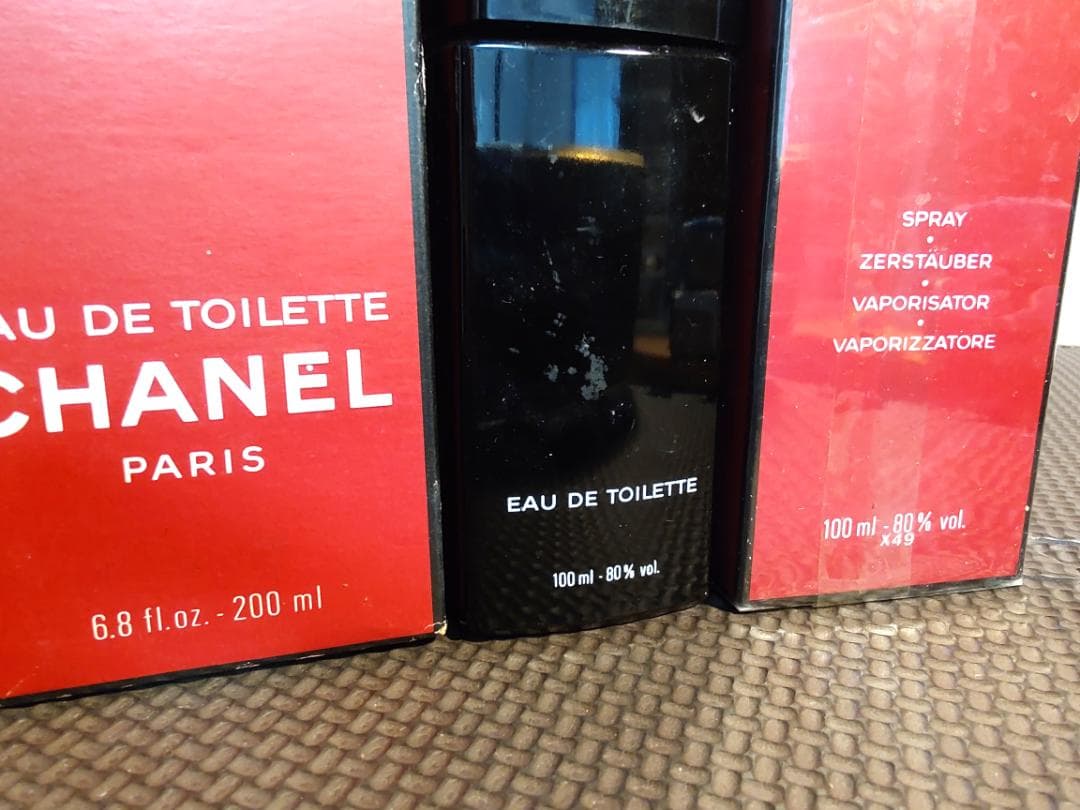 EAU DE TOILETTE
CHANEL
PARIS
6.8 fl.oz. - 200 ml
EAU DE TOILETTE
100 ml - 80% vol.
SPRAY
•
ZERSTÄUBER
•
VAPORISATOR
•
VAPORIZZATORE
100 ml - 80% vol.
X49